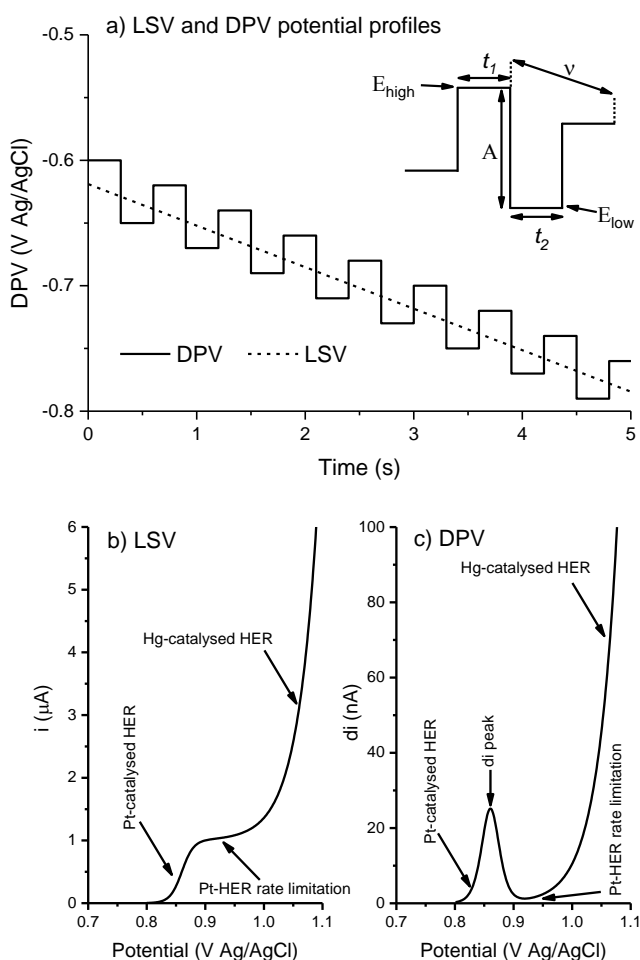 a) LSV and DPV potential profiles
-0.5
-0.6
-0.7
-0.8
DPV (V Ag/AgCl)
E_high
t_1
ν
A
E_low
t_2
DPV
LSV
0 1 2 3 4 5
Time (s)
b) LSV
6
5
4
3
2
1
0
i (μA)
Hg-catalysed HER
Pt-catalysed HER
Pt-HER rate limitation
0.7 0.8 0.9 1.0 1.1
Potential (V Ag/AgCl)
c) DPV
100
80
60
40
20
0
di (nA)
Hg-catalysed HER
Pt-catalysed HER
di peak
Pt-HER rate limitation
0.7 0.8 0.9 1.0 1.1
Potential (V Ag/AgCl)